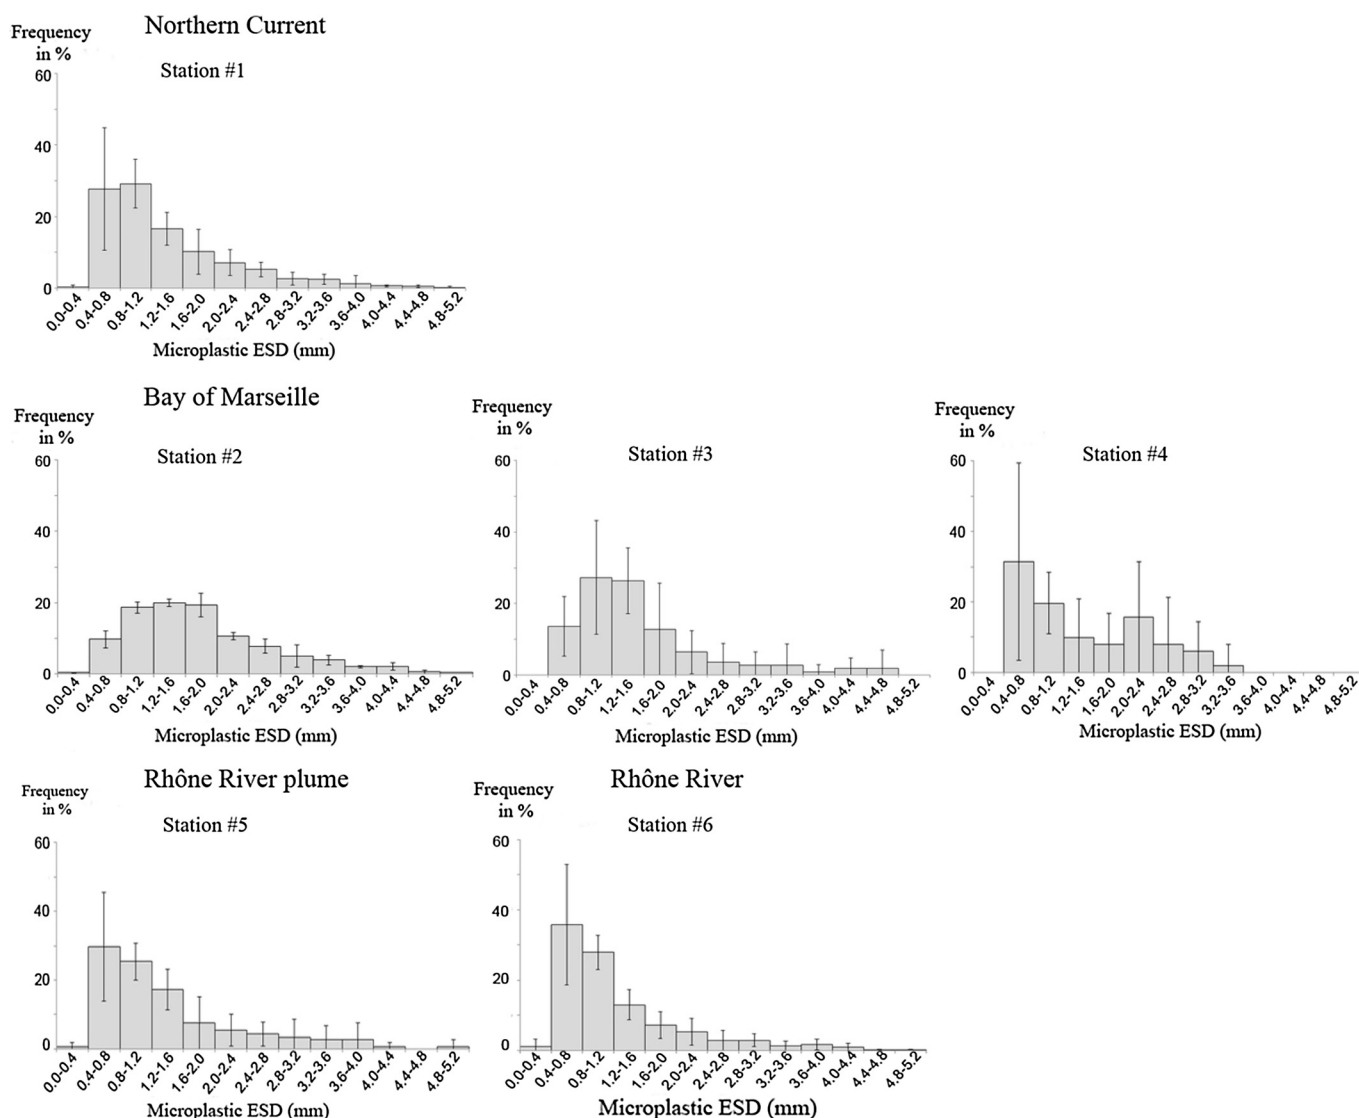 Northern Current
Frequency
in %
Station #1
60
40
20
0
0.0-0.4 0.4-0.8 0.8-1.2 1.2-1.6 1.6-2.0 2.0-2.4 2.4-2.8 2.8-3.2 3.2-3.6 3.6-4.0 4.0-4.4 4.4-4.8 4.8-5.2
Microplastic ESD (mm)
Bay of Marseille
Frequency
in %
Station #2
60
40
20
0
0.0-0.4 0.4-0.8 0.8-1.2 1.2-1.6 1.6-2.0 2.0-2.4 2.4-2.8 2.8-3.2 3.2-3.6 3.6-4.0 4.0-4.4 4.4-4.8 4.8-5.2
Microplastic ESD (mm)
Frequency
in %
Station #3
60
40
20
0
0.0-0.4 0.4-0.8 0.8-1.2 1.2-1.6 1.6-2.0 2.0-2.4 2.4-2.8 2.8-3.2 3.2-3.6 3.6-4.0 4.0-4.4 4.4-4.8 4.8-5.2
Microplastic ESD (mm)
Frequency
in %
Station #4
60
40
20
0
0.0-0.4 0.4-0.8 0.8-1.2 1.2-1.6 1.6-2.0 2.0-2.4 2.4-2.8 2.8-3.2 3.2-3.6 3.6-4.0 4.0-4.4 4.4-4.8 4.8-5.2
Microplastic ESD (mm)
Rhône River plume
Frequency
in %
Station #5
60
40
20
0
0.0-0.4 0.4-0.8 0.8-1.2 1.2-1.6 1.6-2.0 2.0-2.4 2.4-2.8 2.8-3.2 3.2-3.6 3.6-4.0 4.0-4.4 4.4-4.8 4.8-5.2
Microplastic ESD (mm)
Rhône River
Frequency
in %
Station #6
60
40
20
0
0.0-0.4 0.4-0.8 0.8-1.2 1.2-1.6 1.6-2.0 2.0-2.4 2.4-2.8 2.8-3.2 3.2-3.6 3.6-4.0 4.0-4.4 4.4-4.8 4.8-5.2
Microplastic ESD (mm)